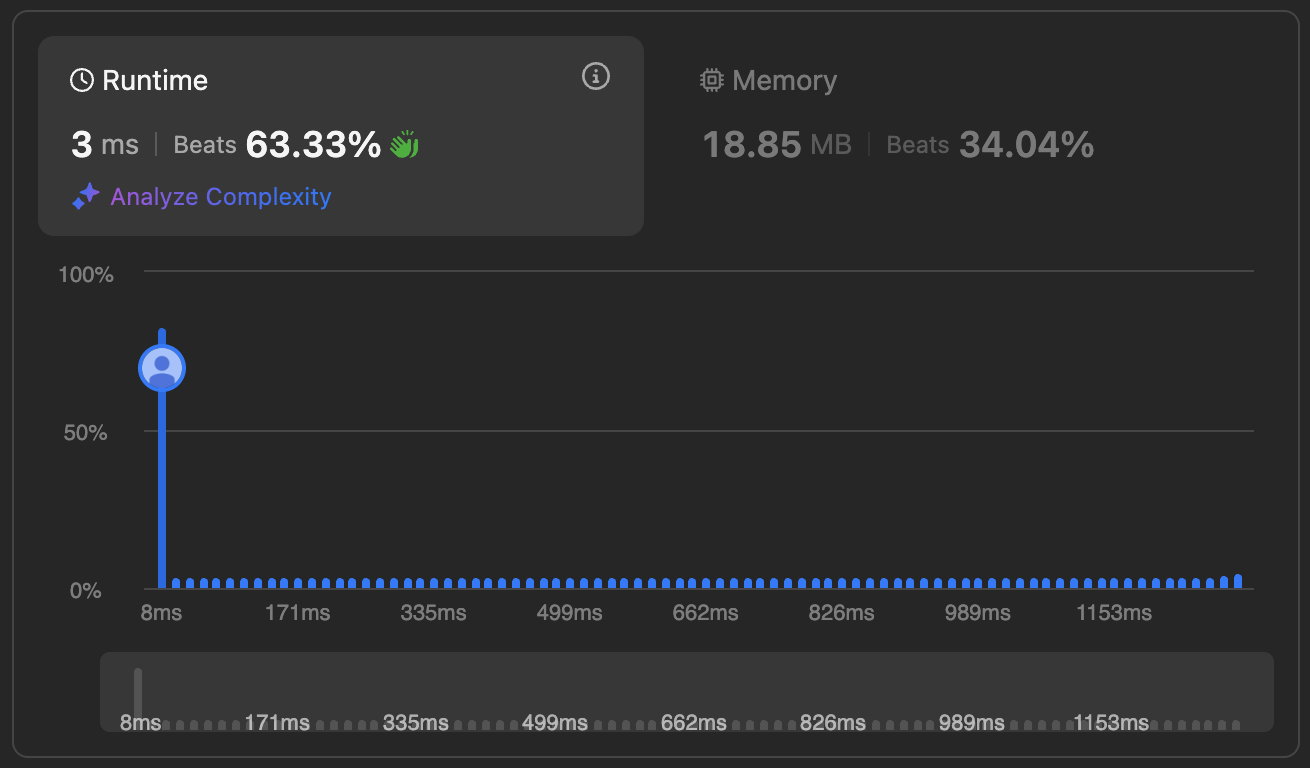 Runtime
3 ms | Beats 63.33%
Analyze Complexity
Memory
18.85 MB | Beats 34.04%
100%
50%
0%
8ms 171ms 335ms 499ms 662ms 826ms 989ms 1153ms
8ms 171ms 335ms 499ms 662ms 826ms 989ms 1153ms